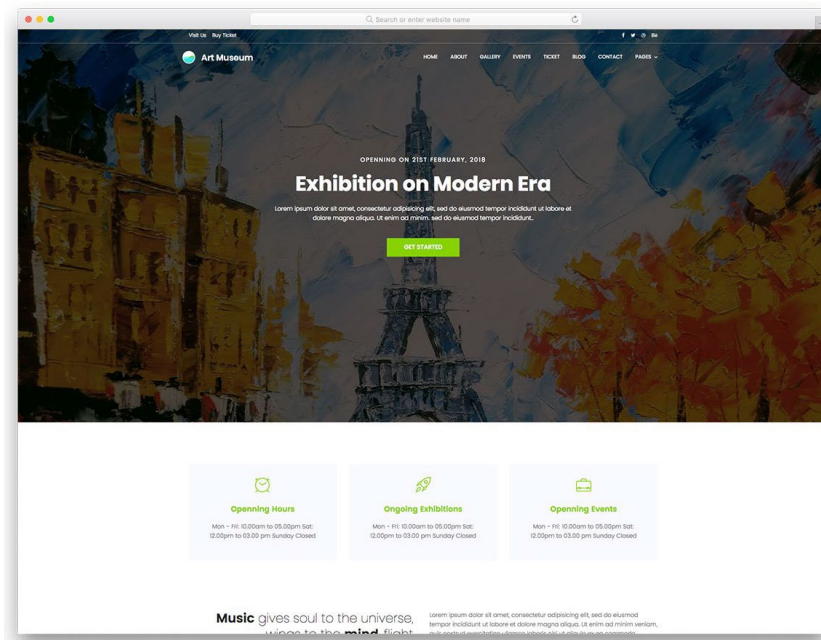 Search or enter website name
Visit Us Buy Ticket
Art Museum
HOME ABOUT GALLERY EVENTS TICKET BLOG CONTACT PAGES
OPENNING ON 21ST FEBRUARY, 2018
Exhibition on Modern Era
Lorem ipsum dolor sit amet, consectetur adipisicing elit, sed do eiusmod tempor incididunt ut labore et
dolore magna aliqua. Ut enim ad minim. sed do eiusmod tempor incididunt..
GET STARTED
Openning Hours
Mon - Fri: 10.00am to 05.00pm Sat:
12.00pm to 03.00 pm Sunday Closed
Ongoing Exhibitions
Mon - Fri: 10.00am to 05.00pm Sat:
12.00pm to 03.00 pm Sunday Closed
Openning Events
Mon - Fri: 10.00am to 05.00pm Sat:
12.00pm to 03.00 pm Sunday Closed
Music gives soul to the universe,
wings to the mind flight
Lorem ipsum dolor sit amet, consectetur adipisicing elit, sed do eiusmod
tempor incididunt ut labore et dolore magna aliqua. Ut enim ad minim veniam,